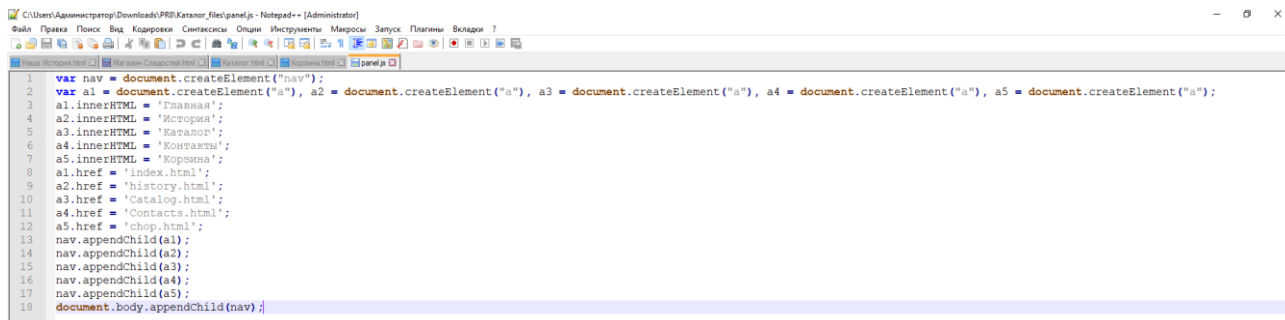 C:\Users\Администратор\Downloads\PR8\Каталог_files\panel.js - Notepad++ [Administrator]
Файл Правка Поиск Вид Кодировки Синтаксисы Опции Инструменты Макросы Запуск Плагины Вкладки ?
Наша История.html Магазин Сладостей.html Каталог.html Корзина.html panel.js
1 var nav = document.createElement("nav");
2 var a1 = document.createElement("a"), a2 = document.createElement("a"), a3 = document.createElement("a"), a4 = document.createElement("a"), a5 = document.createElement("a");
3 a1.innerHTML = 'Главная';
4 a2.innerHTML = 'История';
5 a3.innerHTML = 'Каталог';
6 a4.innerHTML = 'Контакты';
7 a5.innerHTML = 'Корзина';
8 a1.href = 'index.html';
9 a2.href = 'history.html';
10 a3.href = 'Catalog.html';
11 a4.href = 'Contacts.html';
12 a5.href = 'chop.html';
13 nav.appendChild(a1);
14 nav.appendChild(a2);
15 nav.appendChild(a3);
16 nav.appendChild(a4);
17 nav.appendChild(a5);
18 document.body.appendChild(nav);